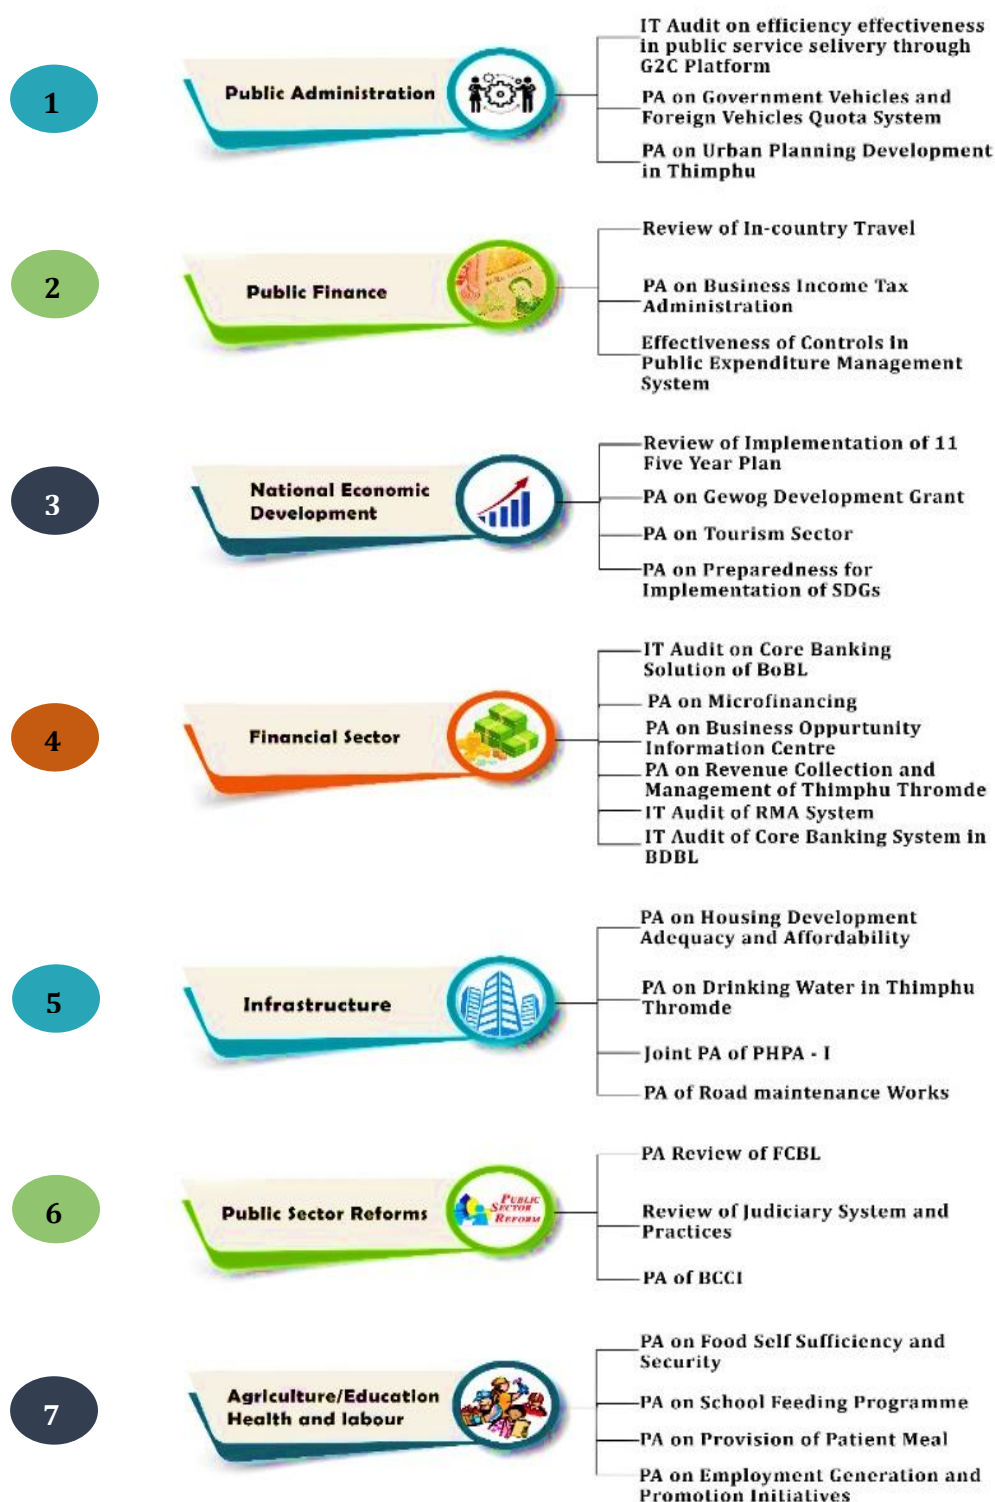 1
Public Administration
IT Audit on efficiency effectiveness
in public service selivery through
G2C Platform
PA on Government Vehicles and
Foreign Vehicles Quota System
PA on Urban Planning Development
in Thimphu
2
Public Finance
Review of In-country Travel
PA on Business Income Tax
Administration
Effectiveness of Controls in
Public Expenditure Management
System
3
National Economic
Development
Review of Implementation of 11
Five Year Plan
PA on Gewog Development Grant
PA on Tourism Sector
PA on Preparedness for
Implementation of SDGs
4
Financial Sector
IT Audit on Core Banking
Solution of BoBL
PA on Microfinancing
PA on Business Oppurtunity
Information Centre
PA on Revenue Collection and
Management of Thimphu Thromde
IT Audit of RMA System
IT Audit of Core Banking System in
BDBL
5
Infrastructure
PA on Housing Development
Adequacy and Affordability
PA on Drinking Water in Thimphu
Thromde
Joint PA of PHPA - I
PA of Road maintenance Works
6
Public Sector Reforms
PUBLIC
SECTOR
REFORM
PA Review of FCBL
Review of Judiciary System and
Practices
PA of BCCI
7
Agriculture/Education
Health and labour
PA on Food Self Sufficiency and
Security
PA on School Feeding Programme
PA on Provision of Patient Meal
PA on Employment Generation and
Promotion Initiatives